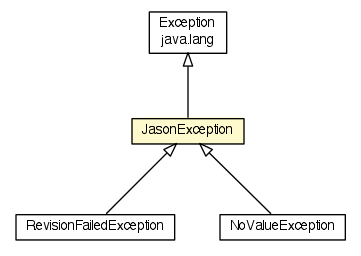 Exception
java.lang
JasonException
RevisionFailedException
NoValueException